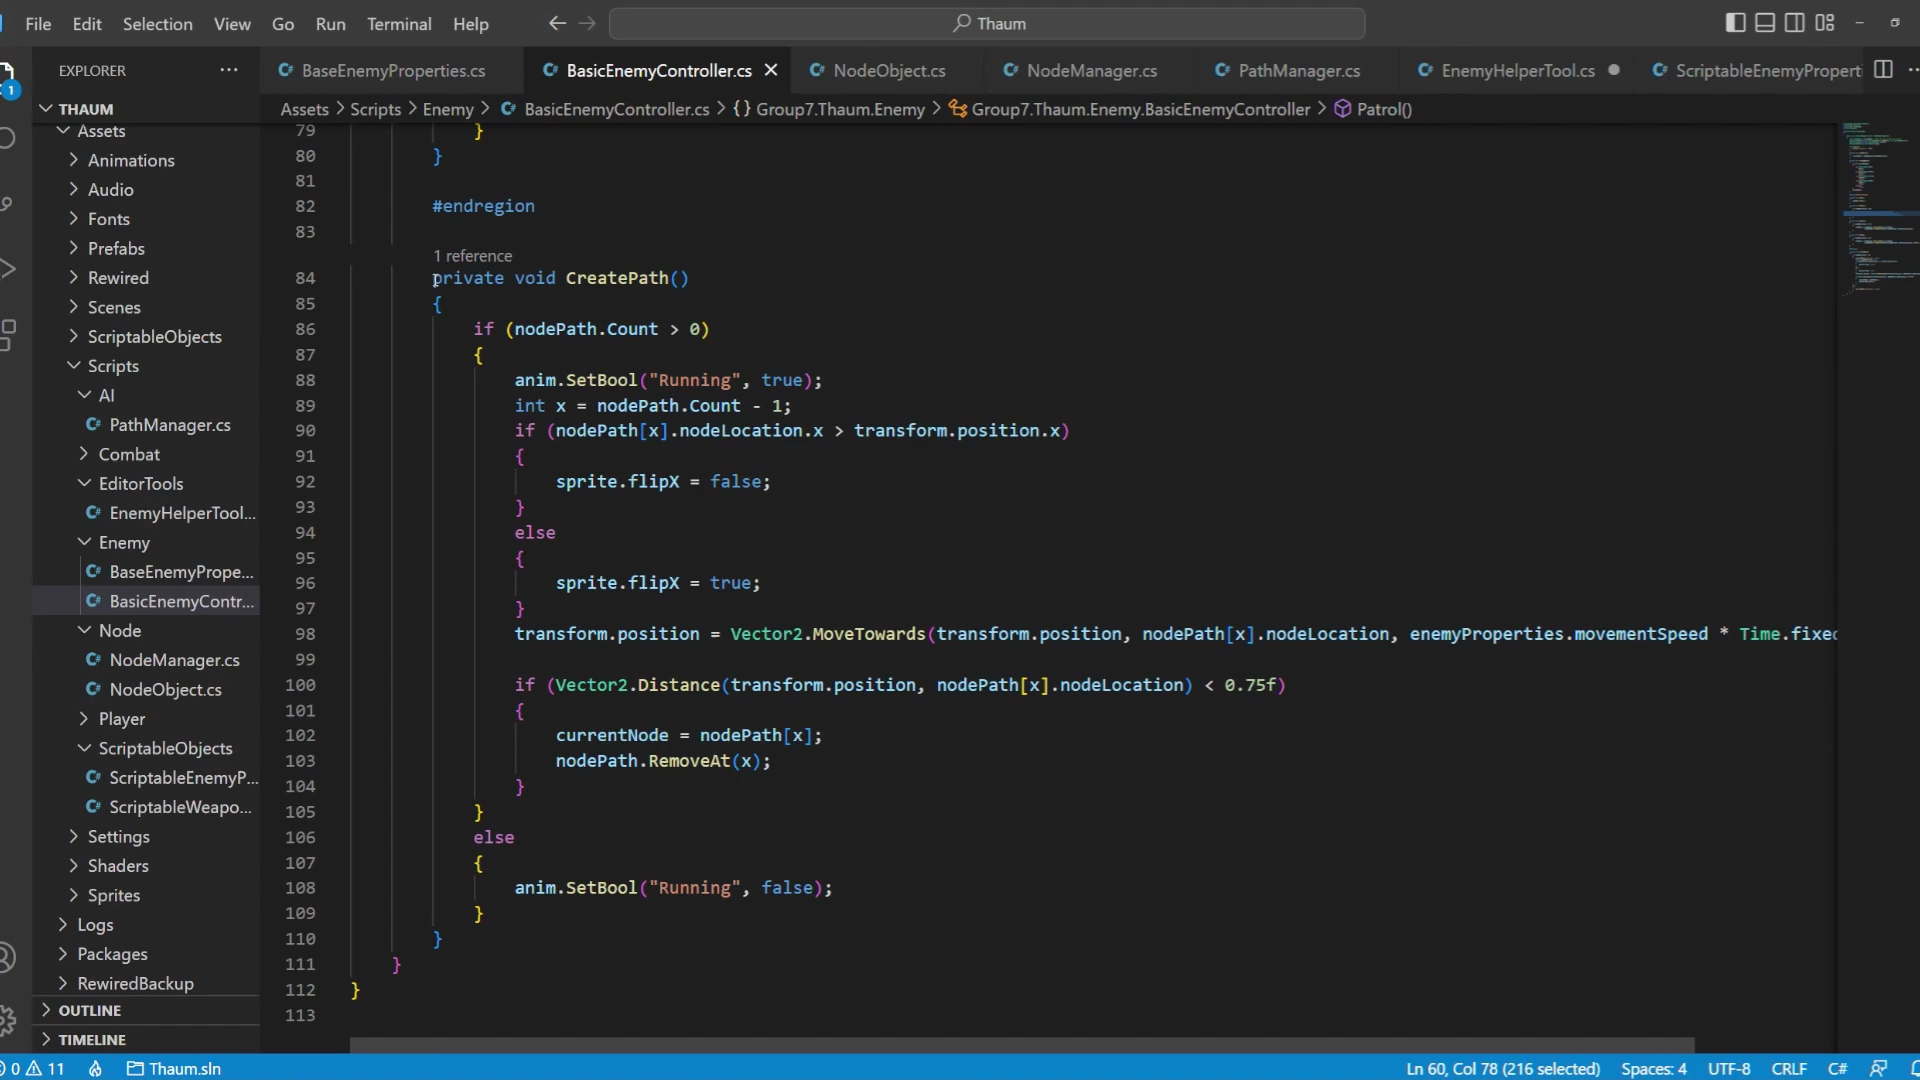 File Edit Selection View Go Run Terminal Help Thaum
EXPLORER
BaseEnemyProperties.cs BasicEnemyController.cs NodeObject.cs NodeManager.cs PathManager.cs EnemyHelperTool.cs ScriptableEnemyPropert
Assets > Scripts > Enemy > BasicEnemyController.cs > {} Group7.Thaum.Enemy > Group7.Thaum.Enemy.BasicEnemyController > Patrol()
1
THAUM
Assets
Animations
Audio
Fonts
Prefabs
Rewired
Scenes
ScriptableObjects
Scripts
AI
PathManager.cs
Combat
EditorTools
EnemyHelperTool...
Enemy
BaseEnemyPrope...
BasicEnemyContr...
Node
NodeManager.cs
NodeObject.cs
Player
ScriptableObjects
ScriptableEnemyP...
ScriptableWeapo...
Settings
Shaders
Sprites
Logs
Packages
RewiredBackup
OUTLINE
TIMELINE
79 }
80 }
81
82 #endregion
83
1 reference
84 private void CreatePath()
85 {
86 if (nodePath.Count > 0)
87 {
88 anim.SetBool("Running", true);
89 int x = nodePath.Count - 1;
90 if (nodePath[x].nodeLocation.x > transform.position.x)
91 {
92 sprite.flipX = false;
93 }
94 else
95 {
96 sprite.flipX = true;
97 }
98 transform.position = Vector2.MoveTowards(transform.position, nodePath[x].nodeLocation, enemyProperties.movementSpeed * Time.fixed
99
100 if (Vector2.Distance(transform.position, nodePath[x].nodeLocation) < 0.75f)
101 {
102 currentNode = nodePath[x];
103 nodePath.RemoveAt(x);
104 }
105 }
106 else
107 {
108 anim.SetBool("Running", false);
109 }
110 }
111 }
112 }
113
0 11 Thaum.sln Ln 60, Col 78 (216 selected) Spaces: 4 UTF-8 CRLF C#